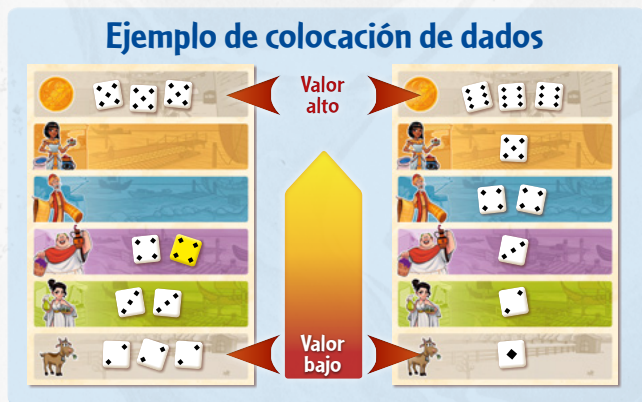 Ejemplo de colocación de dados
Valor
alto
Valor
bajo